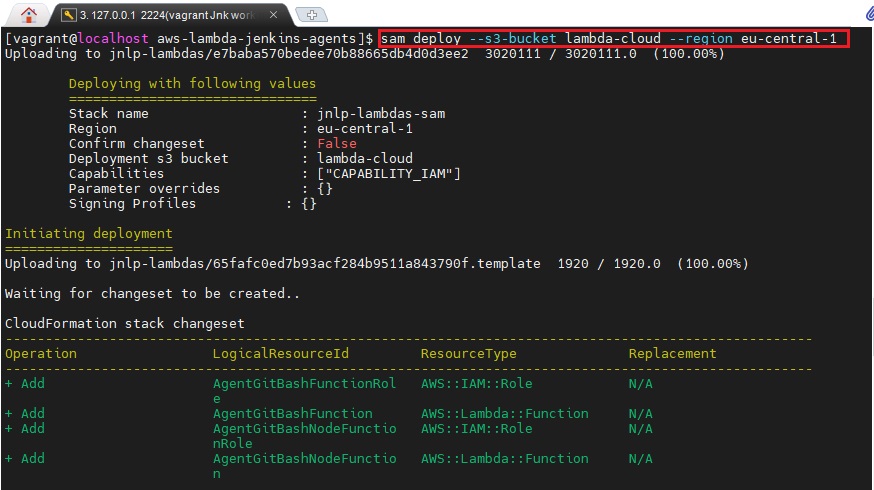 3. 127.0.0.1 2224(vagrantJnk work
[vagrant@localhost aws-lambda-jenkins-agents]$ sam deploy --s3-bucket lambda-cloud --region eu-central-1
Uploading to jnlp-lambdas/e7baba570bedee70b88665db4d0d3ee2  3020111 / 3020111.0  (100.00%)
Deploying with following values
===============================
Stack name : jnlp-lambdas-sam
Region : eu-central-1
Confirm changeset : False
Deployment s3 bucket : lambda-cloud
Capabilities : ["CAPABILITY_IAM"]
Parameter overrides : {}
Signing Profiles : {}
Initiating deployment
=====================
Uploading to jnlp-lambdas/65fafc0ed7b93acf284b9511a843790f.template  1920 / 1920.0  (100.00%)
Waiting for changeset to be created..
CloudFormation stack changeset
---------------------------------------------------------------------------------------------------------
Operation LogicalResourceId ResourceType Replacement
---------------------------------------------------------------------------------------------------------
+ Add AgentGitBashFunctionRol AWS::IAM::Role N/A
e
+ Add AgentGitBashFunction AWS::Lambda::Function N/A
+ Add AgentGitBashNodeFunctio AWS::IAM::Role N/A
nRole
+ Add AgentGitBashNodeFunctio AWS::Lambda::Function N/A
n